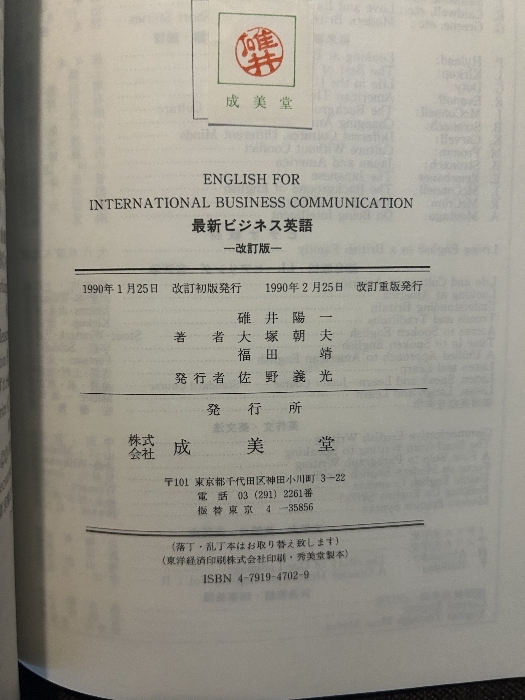 碓井
成美堂
ENGLISH FOR
INTERNATIONAL BUSINESS COMMUNICATION
最新ビジネス英語
―改訂版―
1990年1月25日 改訂初版発行 1990年2月25日 改訂重版発行
碓井陽一
著者 大塚朝夫
福田靖
発行者 佐野義光
発行所
株式会社 成美堂
〒101 東京都千代田区神田小川町 3−22
電話 03 (291) 2261番
振替東京 4 −35856
(落丁・乱丁本はお取り替え致します)
(東洋経済印刷株式会社印刷・秀美堂製本)
ISBN 4-7919-4702-9